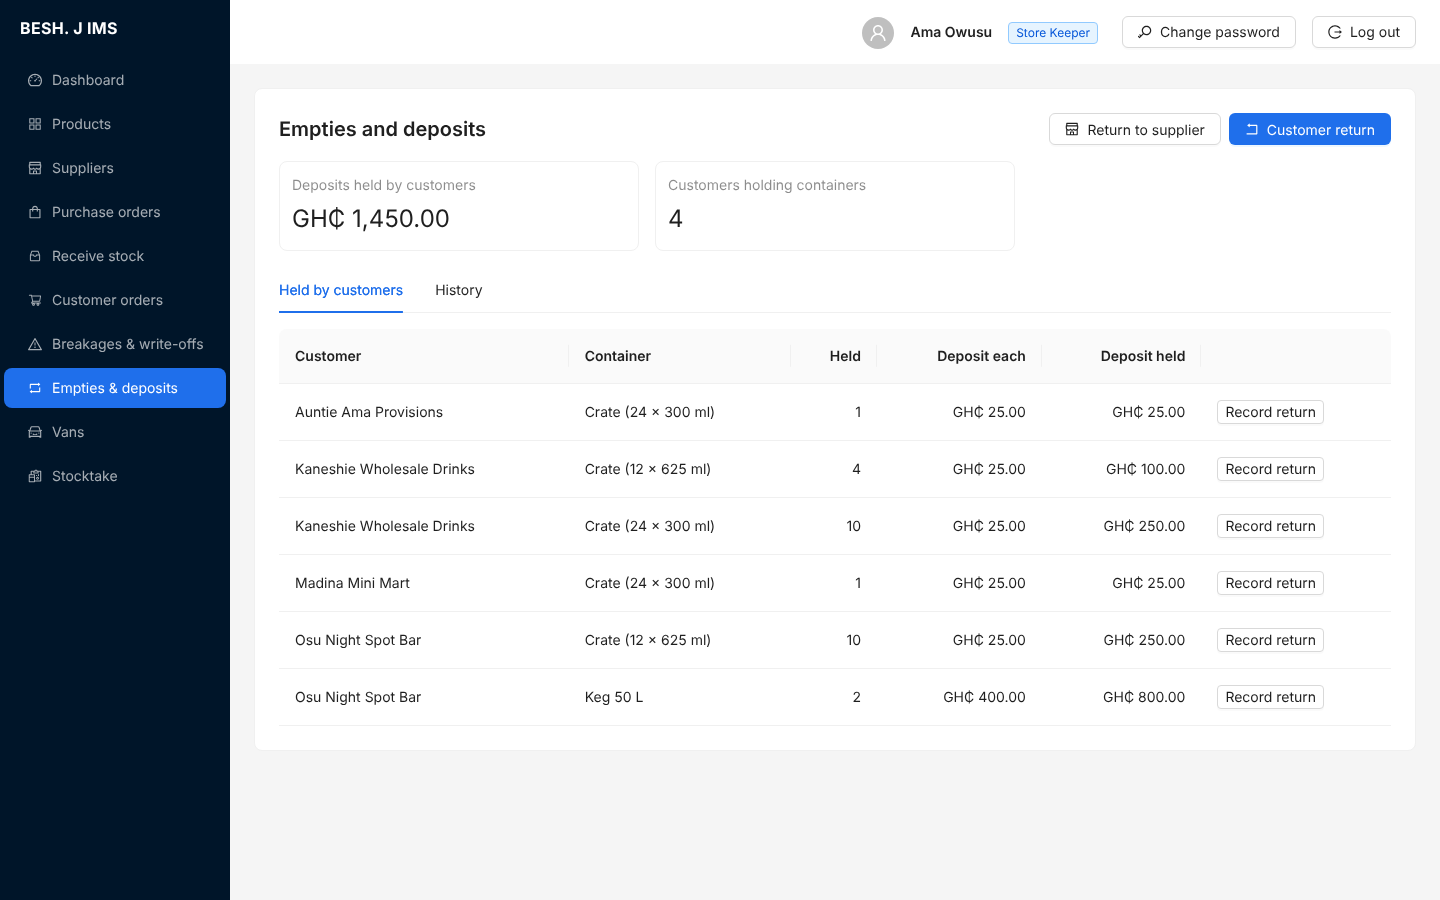 BESH. J IMS
Dashboard
Products
Suppliers
Purchase orders
Receive stock
Customer orders
Breakages & write-offs
Empties & deposits
Vans
Stocktake
Ama Owusu
Store Keeper
Change password
Log out
Empties and deposits
Return to supplier
Customer return
Deposits held by customers
GH₵ 1,450.00
Customers holding containers
4
Held by customers
History
Customer Container Held Deposit each Deposit held
Auntie Ama Provisions Crate (24 × 300 ml) 1 GH₵ 25.00 GH₵ 25.00 Record return
Kaneshie Wholesale Drinks Crate (12 × 625 ml) 4 GH₵ 25.00 GH₵ 100.00 Record return
Kaneshie Wholesale Drinks Crate (24 × 300 ml) 10 GH₵ 25.00 GH₵ 250.00 Record return
Madina Mini Mart Crate (24 × 300 ml) 1 GH₵ 25.00 GH₵ 25.00 Record return
Osu Night Spot Bar Crate (12 × 625 ml) 10 GH₵ 25.00 GH₵ 250.00 Record return
Osu Night Spot Bar Keg 50 L 2 GH₵ 400.00 GH₵ 800.00 Record return